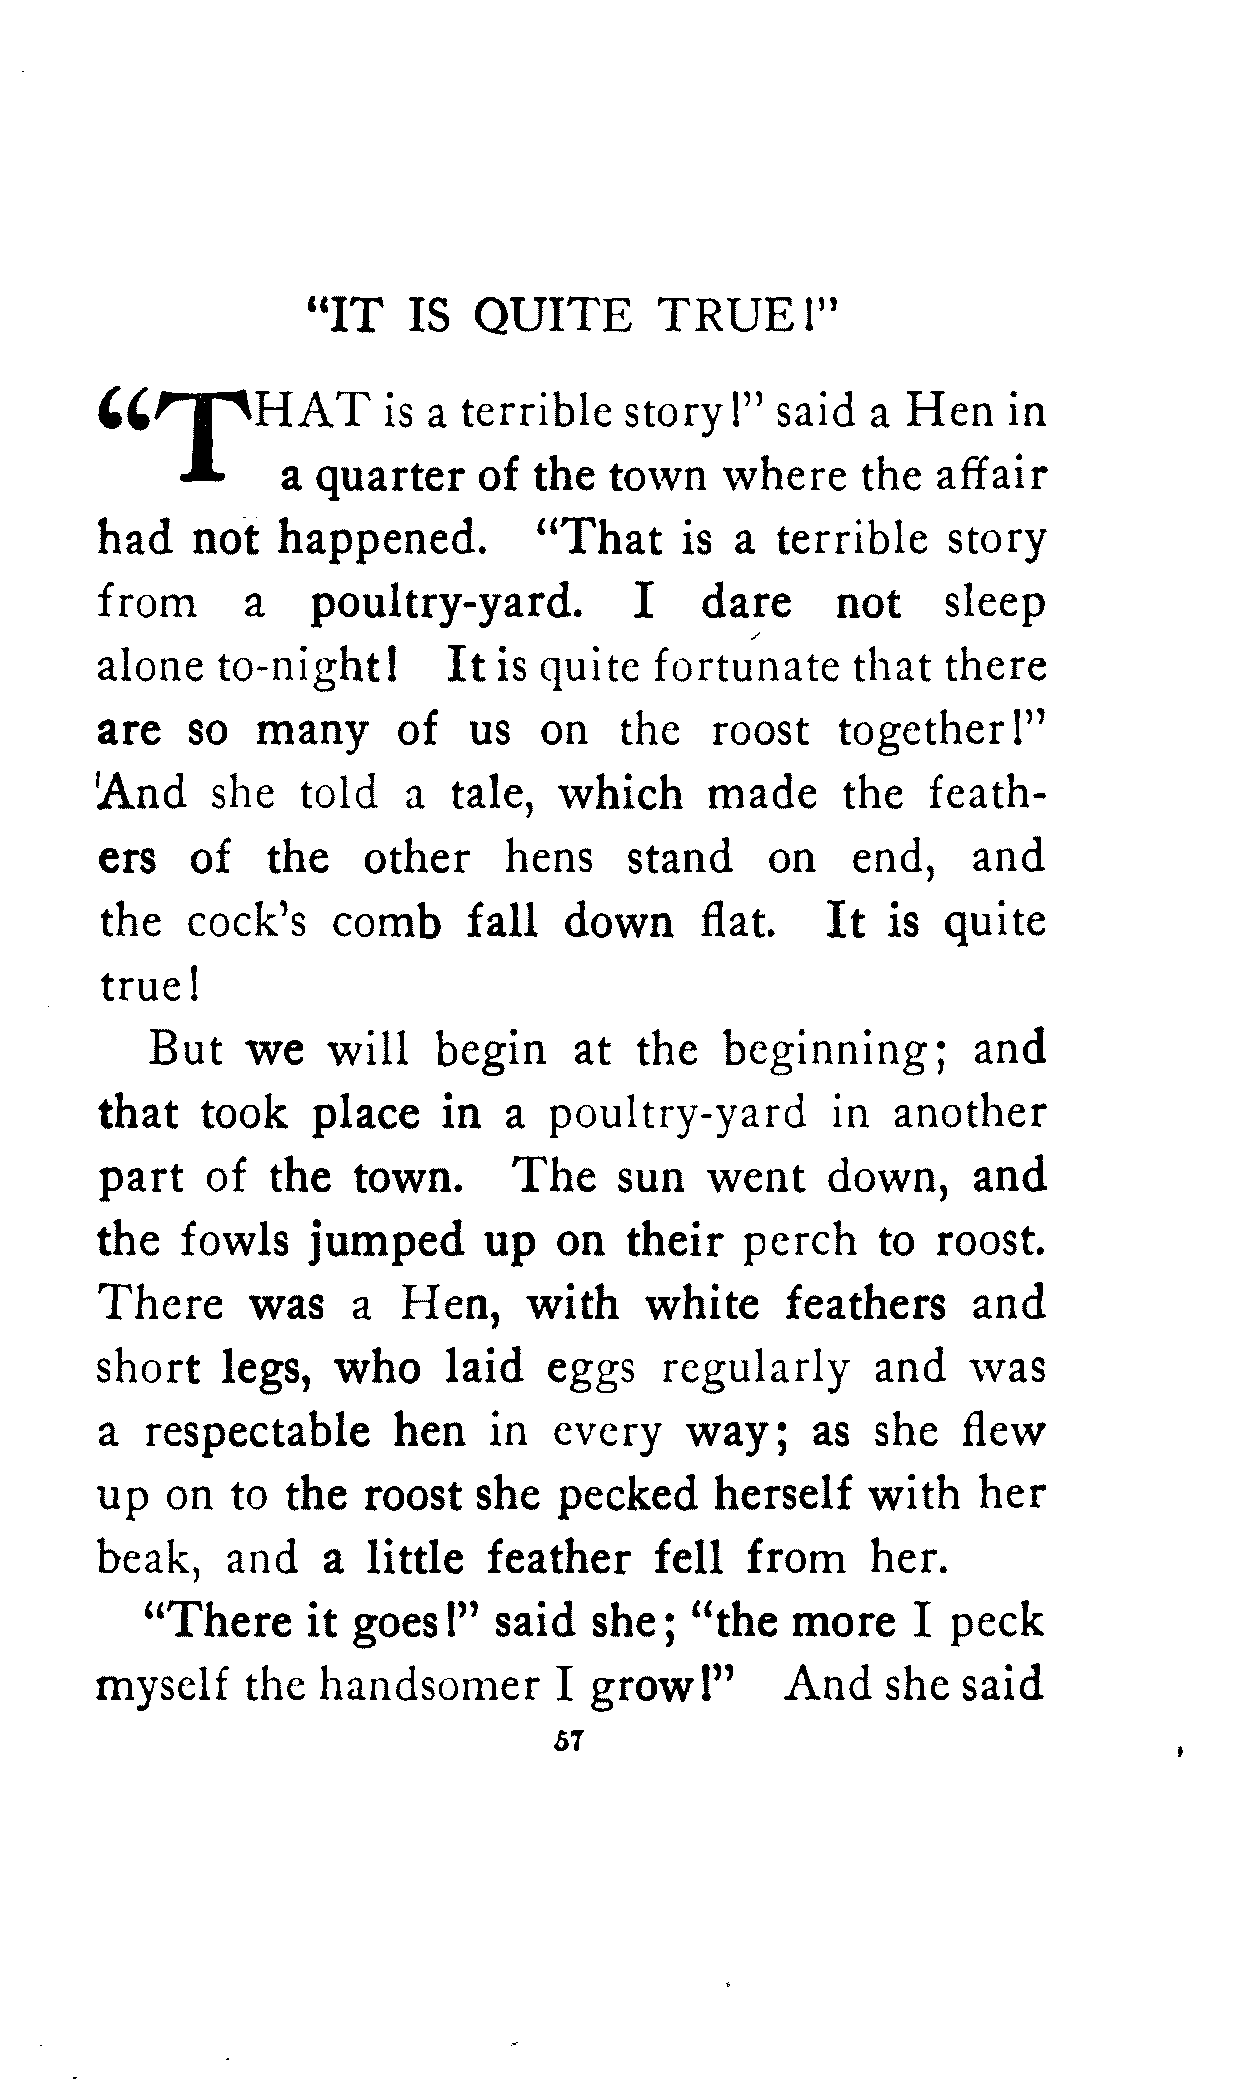 “IT IS QUITE TRUE!”
“THAT is a terrible story!” said a Hen in
a quarter of the town where the affair
had not happened. “That is a terrible story
from a poultry-yard. I dare not sleep
alone to-night! It is quite fortunate that there
are so many of us on the roost together!”
And she told a tale, which made the feath-
ers of the other hens stand on end, and
the cock’s comb fall down flat. It is quite
true!
But we will begin at the beginning; and
that took place in a poultry-yard in another
part of the town. The sun went down, and
the fowls jumped up on their perch to roost.
There was a Hen, with white feathers and
short legs, who laid eggs regularly and was
a respectable hen in every way; as she flew
up on to the roost she pecked herself with her
beak, and a little feather fell from her.
“There it goes!” said she; “the more I peck
myself the handsomer I grow!” And she said
57